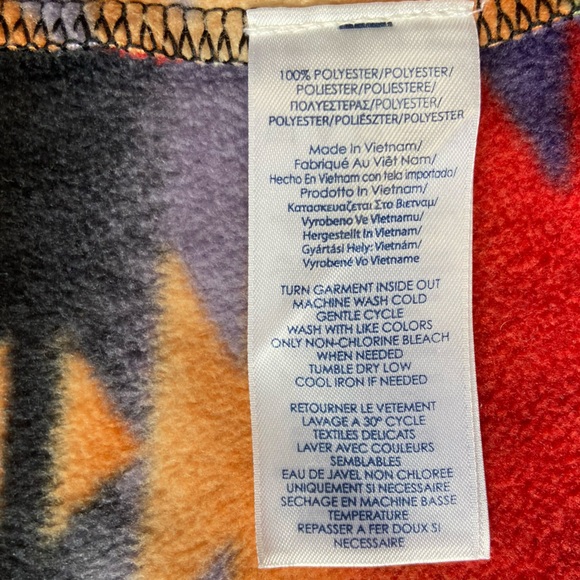 100% POLYESTER/POLYESTER/
POLIESTER/POLIESTERE/
ΠΟΛΥΕΣΤΕΡΑΣ/POLYESTER/
POLYESTER/POLIÉSZTER/POLYESTER
Made In Vietnam/
Fabriqué Au Viêt Nam/
Hecho En Vietnam con tela importada/
Prodotto In Vietnam/
Κατασκευαζεται Στο Βιετναμ/
Vyrobeno Ve Vietnamu/
Hergestellt In Vietnam/
Gyártási Hely: Vietnám/
Vyrobené Vo Vietname
TURN GARMENT INSIDE OUT
MACHINE WASH COLD
GENTLE CYCLE
WASH WITH LIKE COLORS
ONLY NON-CHLORINE BLEACH
WHEN NEEDED
TUMBLE DRY LOW
COOL IRON IF NEEDED
RETOURNER LE VETEMENT
LAVAGE A 30° CYCLE
TEXTILES DELICATS
LAVER AVEC COULEURS
SEMBLABLES
EAU DE JAVEL NON CHLOREE
UNIQUEMENT SI NECESSAIRE
SECHAGE EN MACHINE BASSE
TEMPERATURE
REPASSER A FER DOUX SI
NECESSAIRE